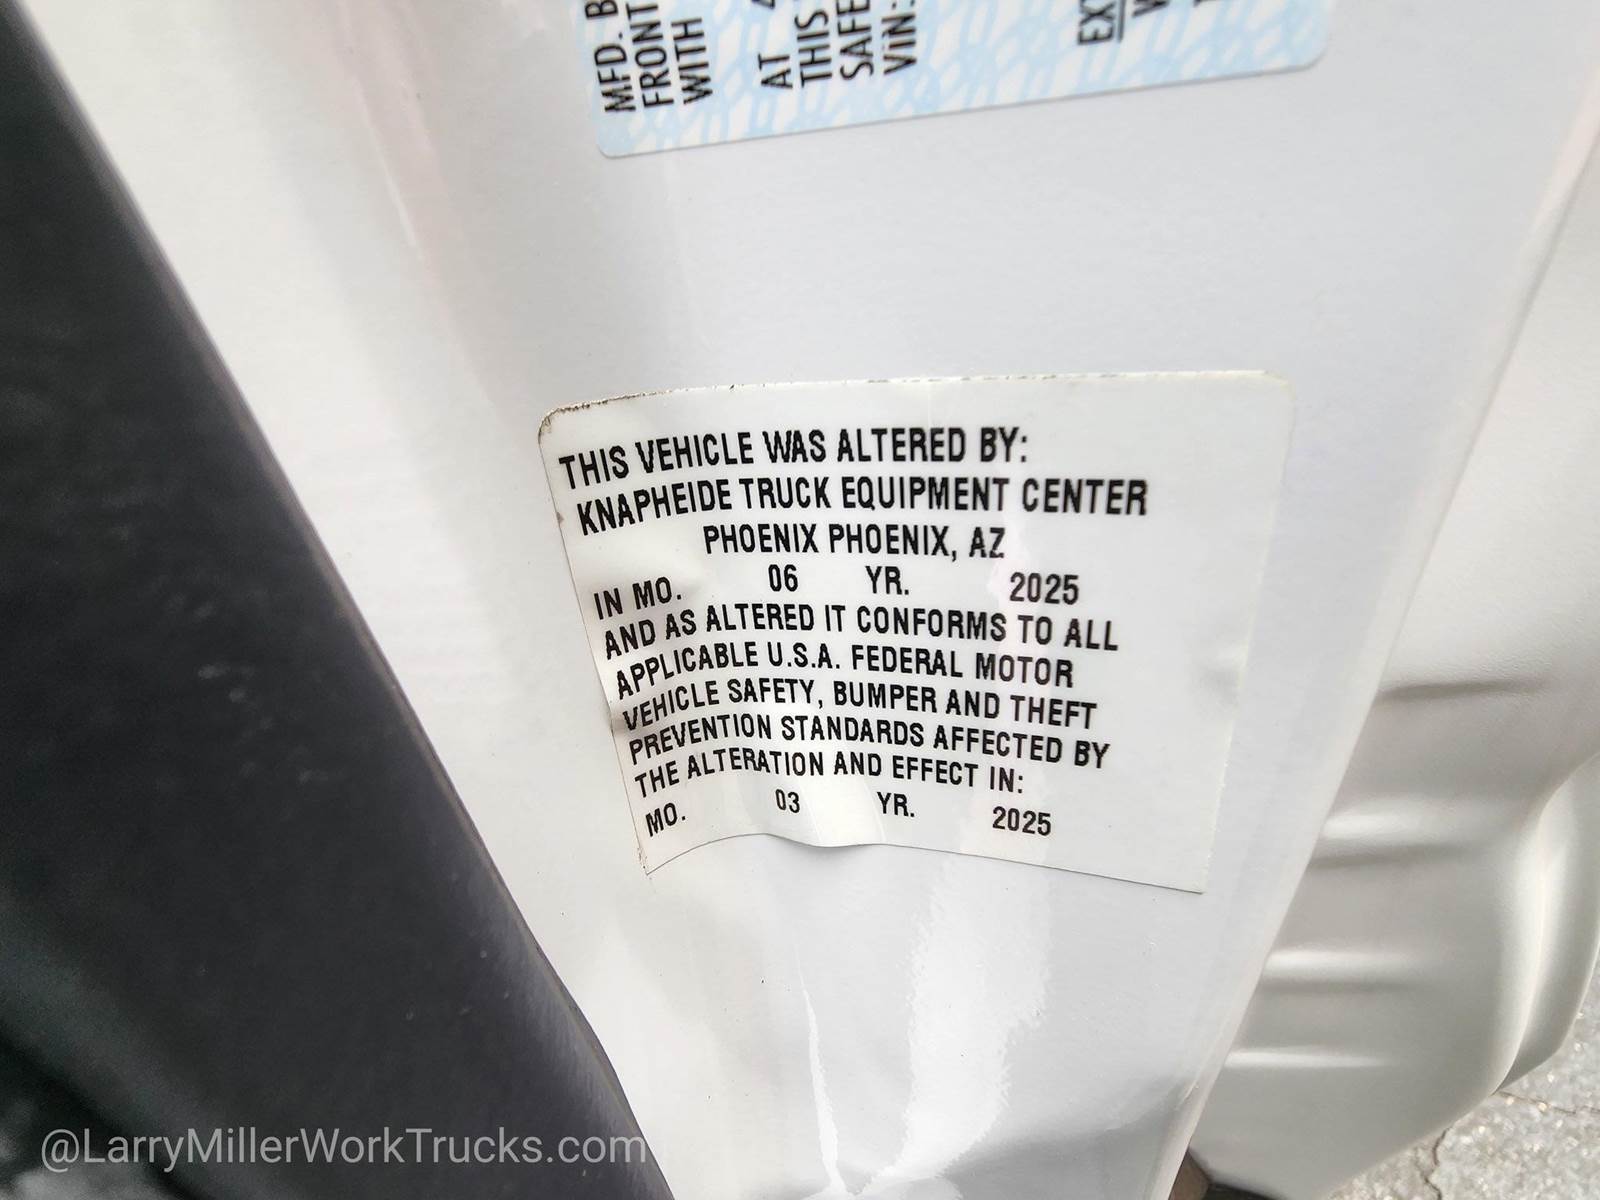 MFD. B
FRONT
WITH
AT
THIS
SAFE
VIN:
EXT
THIS VEHICLE WAS ALTERED BY:
KNAPHEIDE TRUCK EQUIPMENT CENTER
PHOENIX PHOENIX, AZ
IN MO. 06 YR. 2025
AND AS ALTERED IT CONFORMS TO ALL
APPLICABLE U.S.A. FEDERAL MOTOR
VEHICLE SAFETY, BUMPER AND THEFT
PREVENTION STANDARDS AFFECTED BY
THE ALTERATION AND EFFECT IN:
MO. 03 YR. 2025
@LarryMillerWorkTrucks.com